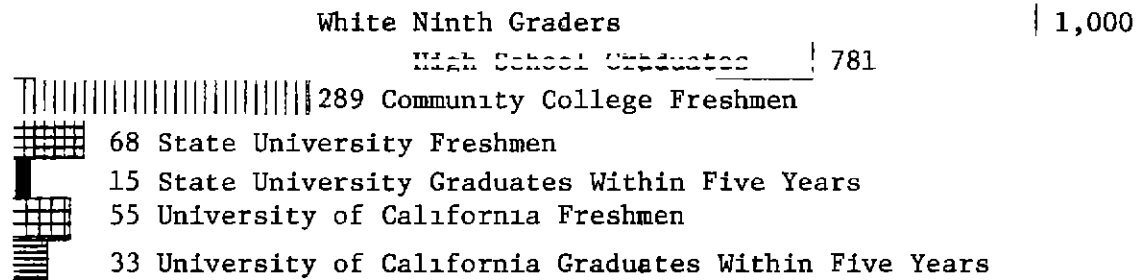 White Ninth Graders 1,000
High School Graduates 781
289 Community College Freshmen
68 State University Freshmen
15 State University Graduates Within Five Years
55 University of California Freshmen
33 University of California Graduates Within Five Years